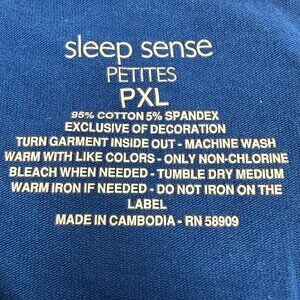 sleep sense
PETITES
PXL
95% COTTON 5% SPANDEX
EXCLUSIVE OF DECORATION
TURN GARMENT INSIDE OUT - MACHINE WASH
WARM WITH LIKE COLORS - ONLY NON-CHLORINE
BLEACH WHEN NEEDED - TUMBLE DRY MEDIUM
WARM IRON IF NEEDED - DO NOT IRON ON THE
LABEL
MADE IN CAMBODIA - RN 58909